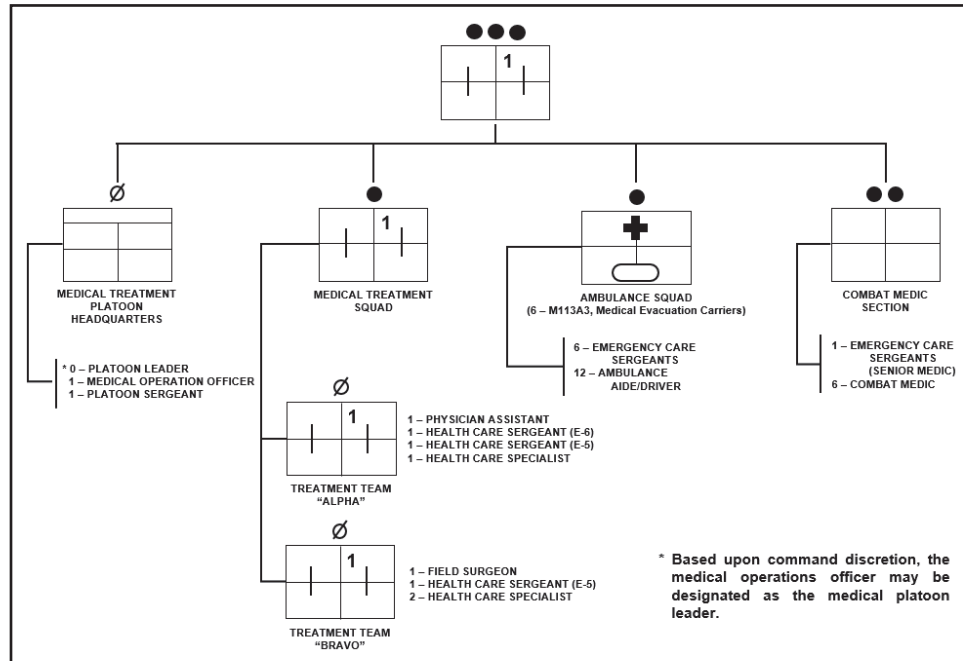 1
1
MEDICAL TREATMENT
PLATOON
HEADQUARTERS
MEDICAL TREATMENT
SQUAD
AMBULANCE SQUAD
(6 – M113A3, Medical Evacuation Carriers)
COMBAT MEDIC
SECTION
* 0 – PLATOON LEADER
1 – MEDICAL OPERATION OFFICER
1 – PLATOON SERGEANT
6 – EMERGENCY CARE
SERGEANTS
12 – AMBULANCE
AIDE/DRIVER
1 – EMERGENCY CARE
SERGEANTS
(SENIOR MEDIC)
6 – COMBAT MEDIC
1
1 – PHYSICIAN ASSISTANT
1 – HEALTH CARE SERGEANT (E-6)
1 – HEALTH CARE SERGEANT (E-5)
1 – HEALTH CARE SPECIALIST
TREATMENT TEAM
“ALPHA”
1
1 – FIELD SURGEON
1 – HEALTH CARE SERGEANT (E-5)
2 – HEALTH CARE SPECIALIST
TREATMENT TEAM
“BRAVO”
* Based upon command discretion, the
medical operations officer may be
designated as the medical platoon
leader.